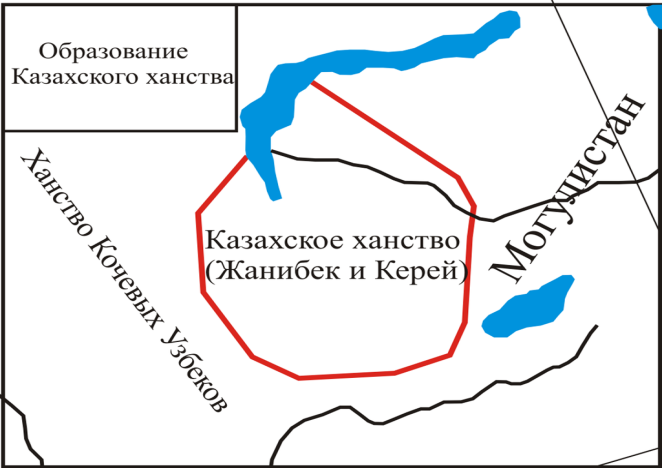 Образование
Казахского ханства
Ханство Кочевых Узбеков
Казахское ханство
(Жанибек и Керей)
Могулистан